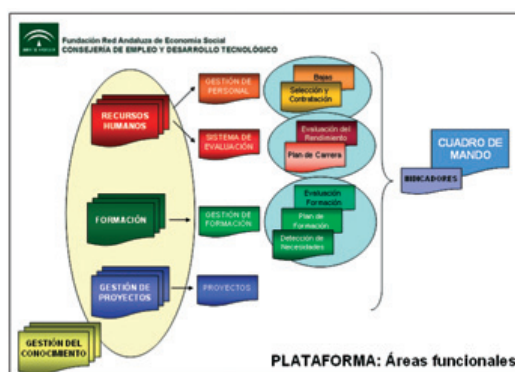 Fundación Red Andaluza de Economía Social
CONSEJERÍA DE EMPLEO Y DESARROLLO TECNOLÓGICO
RECURSOS
HUMANOS
GESTIÓN DE
PERSONAL
Bajas
Selección y
Contratación
SISTEMA DE
EVALUACIÓN
Evaluación del
Rendimiento
Plan de Carrera
CUADRO DE
MANDO
INDICADORES
FORMACIÓN
GESTIÓN DE
FORMACIÓN
Evaluación
Formación
Plan de
Formación
Detección de
Necesidades
GESTIÓN DE
PROYECTOS
PROYECTOS
GESTIÓN DEL
CONOCIMIENTO
PLATAFORMA: Áreas funcionales